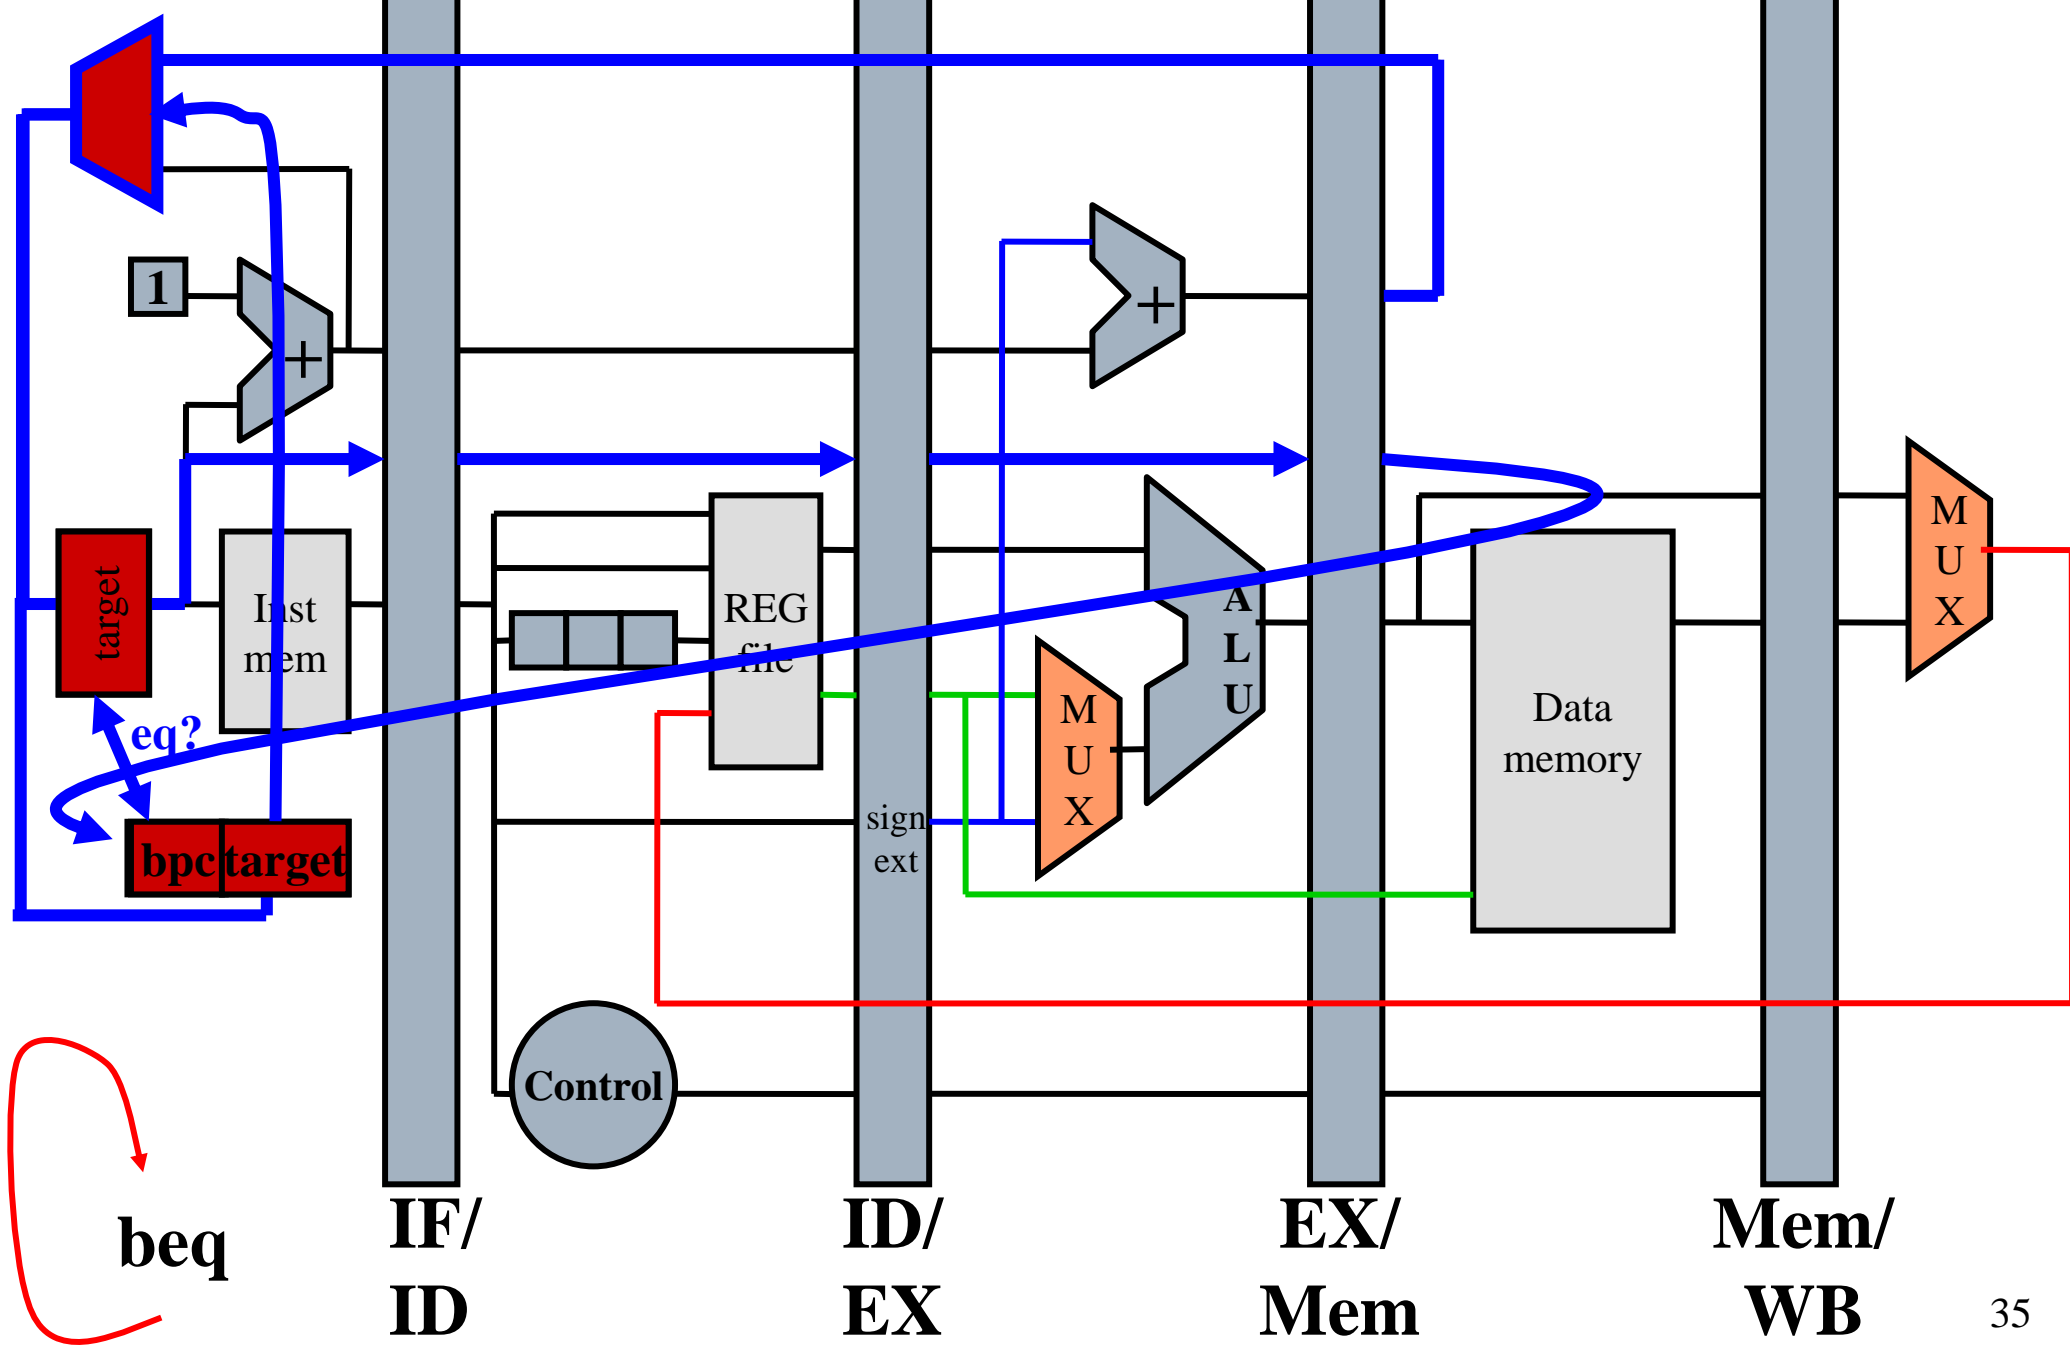 1
+
+
target
Inst
mem
eq?
bpc
target
REG
file
sign
ext
M
U
X
A
L
U
Data
memory
M
U
X
Control
beq
IF/
ID
ID/
EX
EX/
Mem
Mem/
WB
35